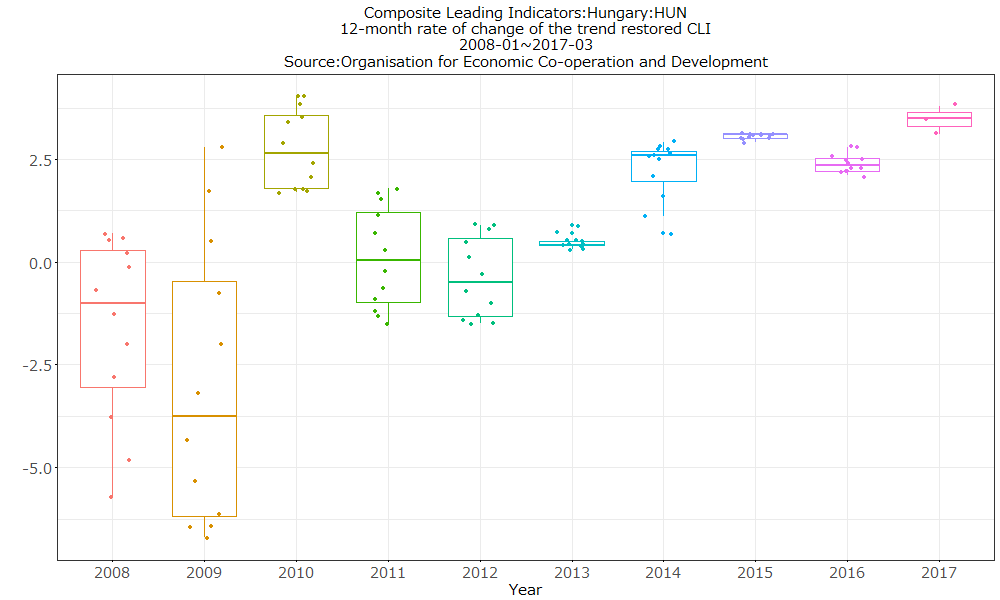 Composite Leading Indicators:Hungary:HUN
12-month rate of change of the trend restored CLI
2008-01~2017-03
Source:Organisation for Economic Co-operation and Development
2.5
0.0
-2.5
-5.0
2008 2009 2010 2011 2012 2013 2014 2015 2016 2017
Year